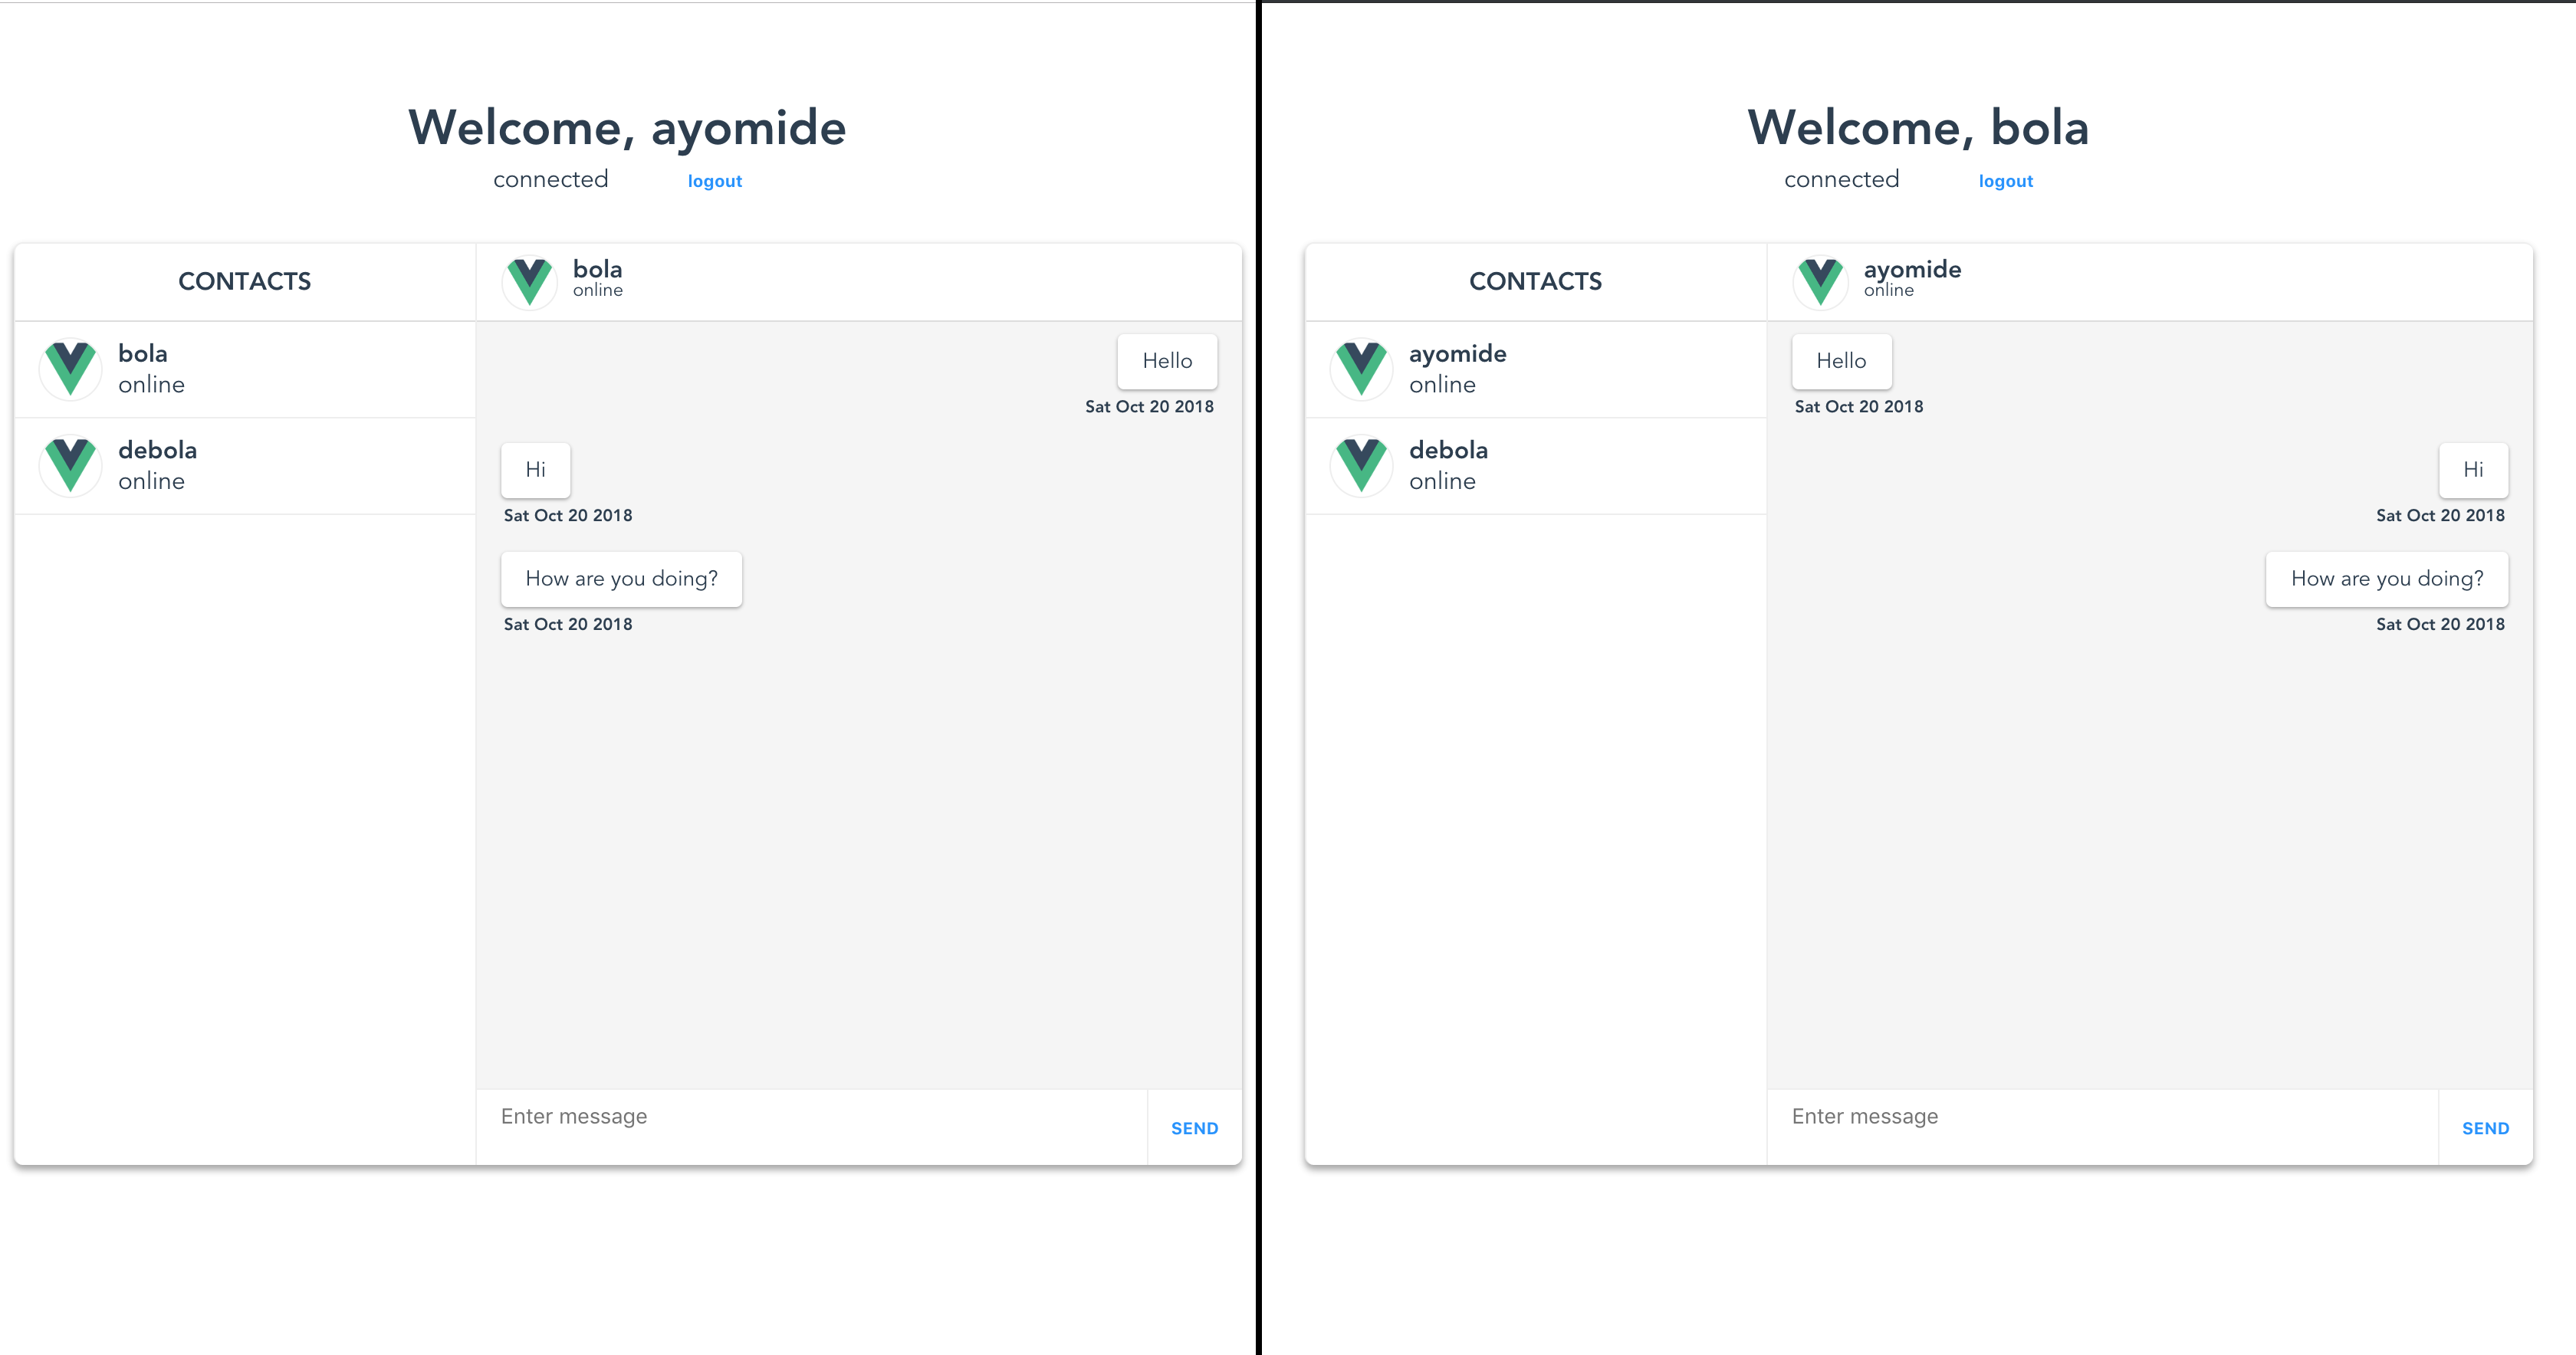 Welcome, ayomide
connected logout
CONTACTS
bola
online
debola
online
bola
online
Hello
Sat Oct 20 2018
Hi
Sat Oct 20 2018
How are you doing?
Sat Oct 20 2018
Enter message
SEND
Welcome, bola
connected logout
CONTACTS
ayomide
online
debola
online
ayomide
online
Hello
Sat Oct 20 2018
Hi
Sat Oct 20 2018
How are you doing?
Sat Oct 20 2018
Enter message
SEND